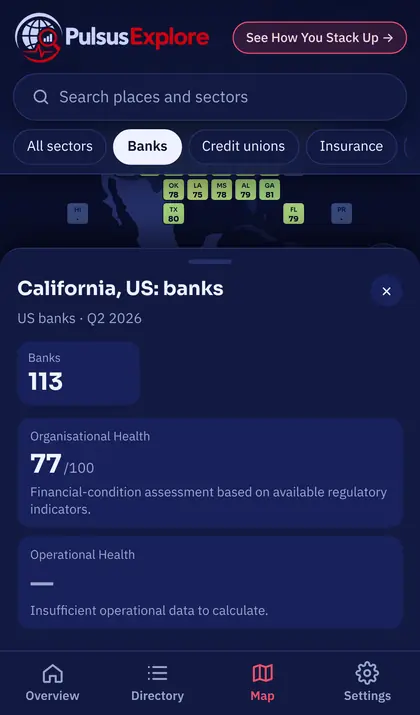 PulsusExplore
See How You Stack Up →
Search places and sectors
All sectors
Banks
Credit unions
Insurance
OK
78
LA
75
MS
78
AL
79
GA
81
HI
-
TX
80
FL
79
PR
-
California, US: banks
US banks · Q2 2026
Banks
113
Organisational Health
77/100
Financial-condition assessment based on available regulatory
indicators.
Operational Health
—
Insufficient operational data to calculate.
Overview
Directory
Map
Settings